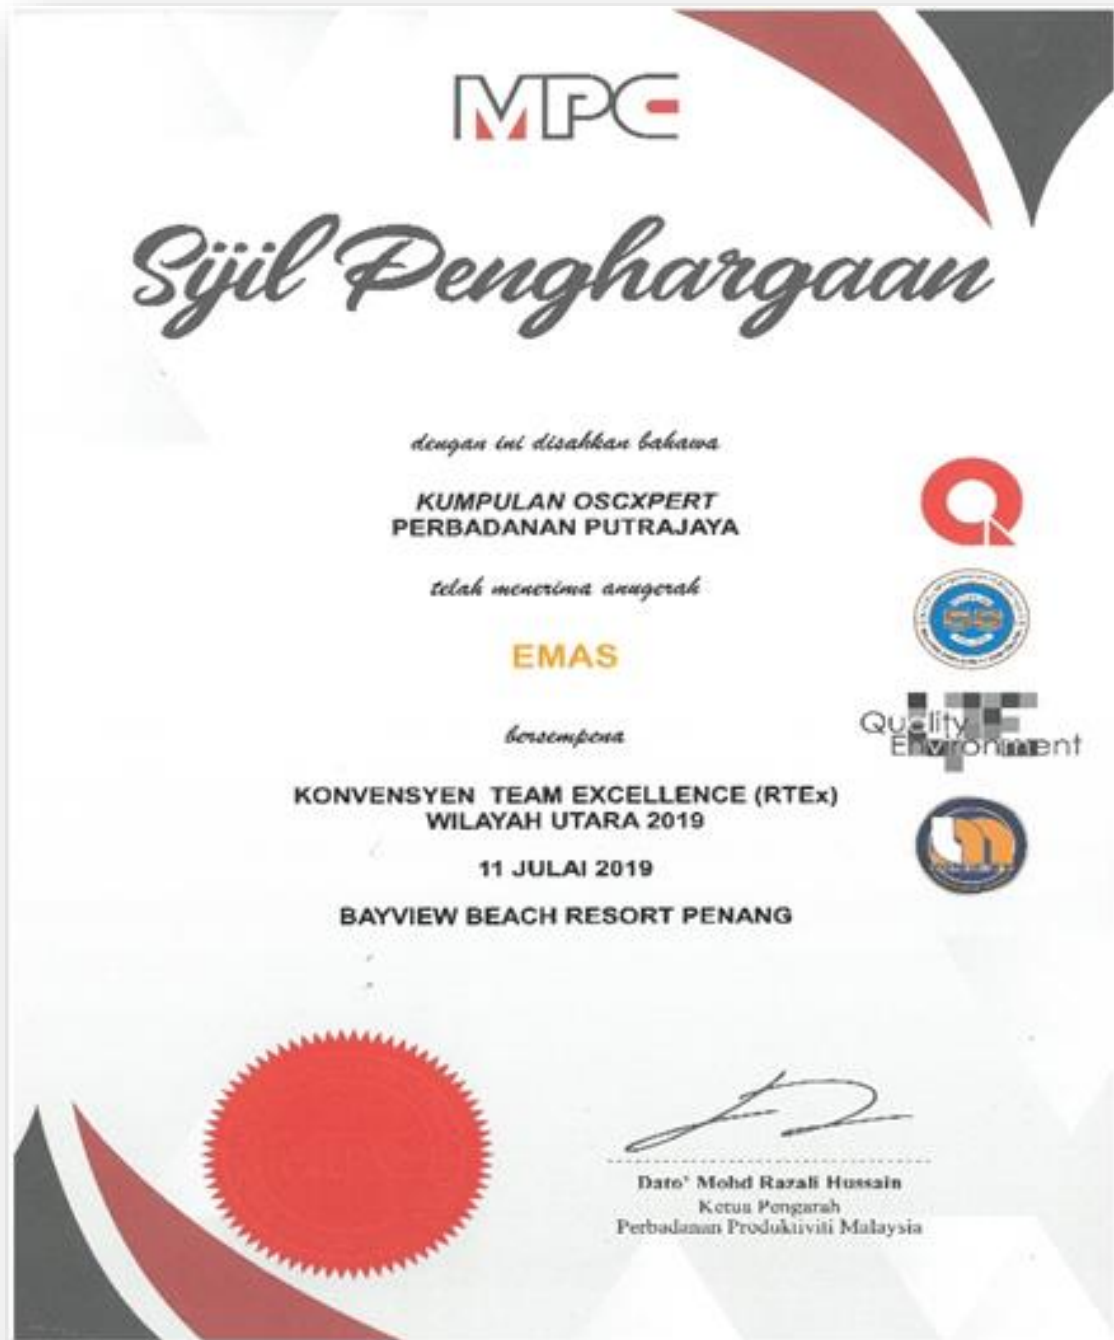 MPC
Sijil Penghargaan
dengan ini disahkan bahawa
KUMPULAN OSCXPERT
PERBADANAN PUTRAJAYA
telah menerima anugerah
EMAS
bersempena
Quality
Environment
KONVENSYEN TEAM EXCELLENCE (RTEx)
WILAYAH UTARA 2019
11 JULAI 2019
BAYVIEW BEACH RESORT PENANG
Dato' Mohd Razali Hussain
Ketua Pengarah
Perbadanan Produktiviti Malaysia